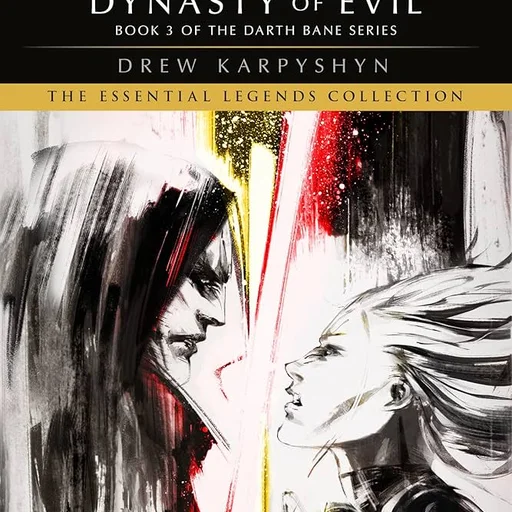 DYNASTY OF EVIL
BOOK 3 OF THE DARTH BANE SERIES
DREW KARPYSHYN
THE ESSENTIAL LEGENDS COLLECTION